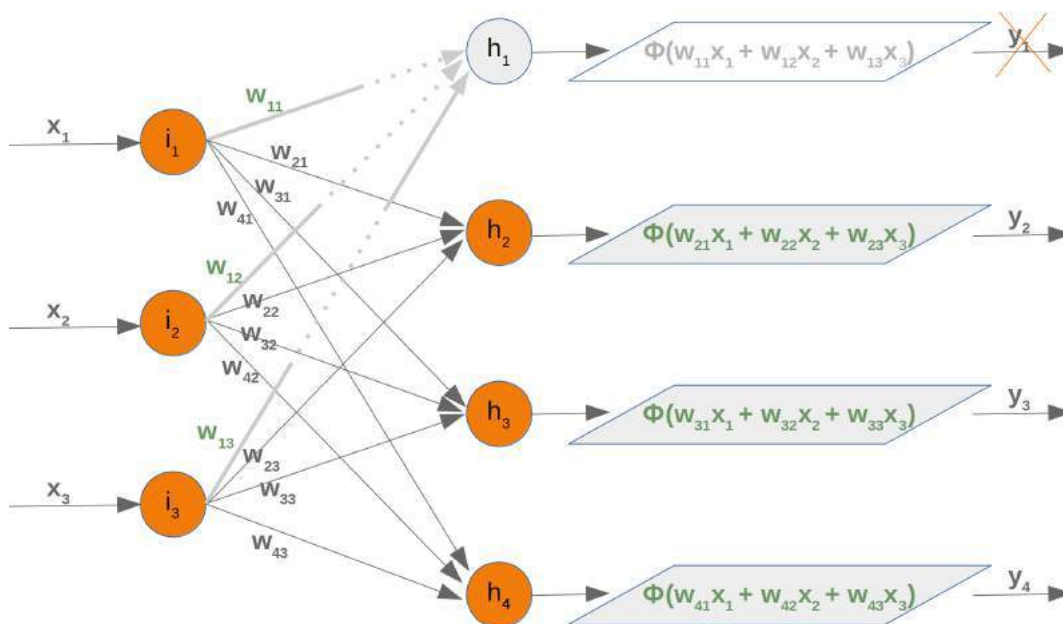 h₁ Φ(w₁₁x₁ + w₁₂x₂ + w₁₃x₃) y₁
w₁₁
x₁ i₁
w₂₁
w₃₁
w₄₁
h₂ Φ(w₂₁x₁ + w₂₂x₂ + w₂₃x₃) y₂
w₁₂
w₂₂
x₂ i₂
w₃₂
w₄₂
h₃ Φ(w₃₁x₁ + w₃₂x₂ + w₃₃x₃) y₃
w₁₃
w₂₃
x₃ i₃
w₃₃
w₄₃
h₄ Φ(w₄₁x₁ + w₄₂x₂ + w₄₃x₃) y₄